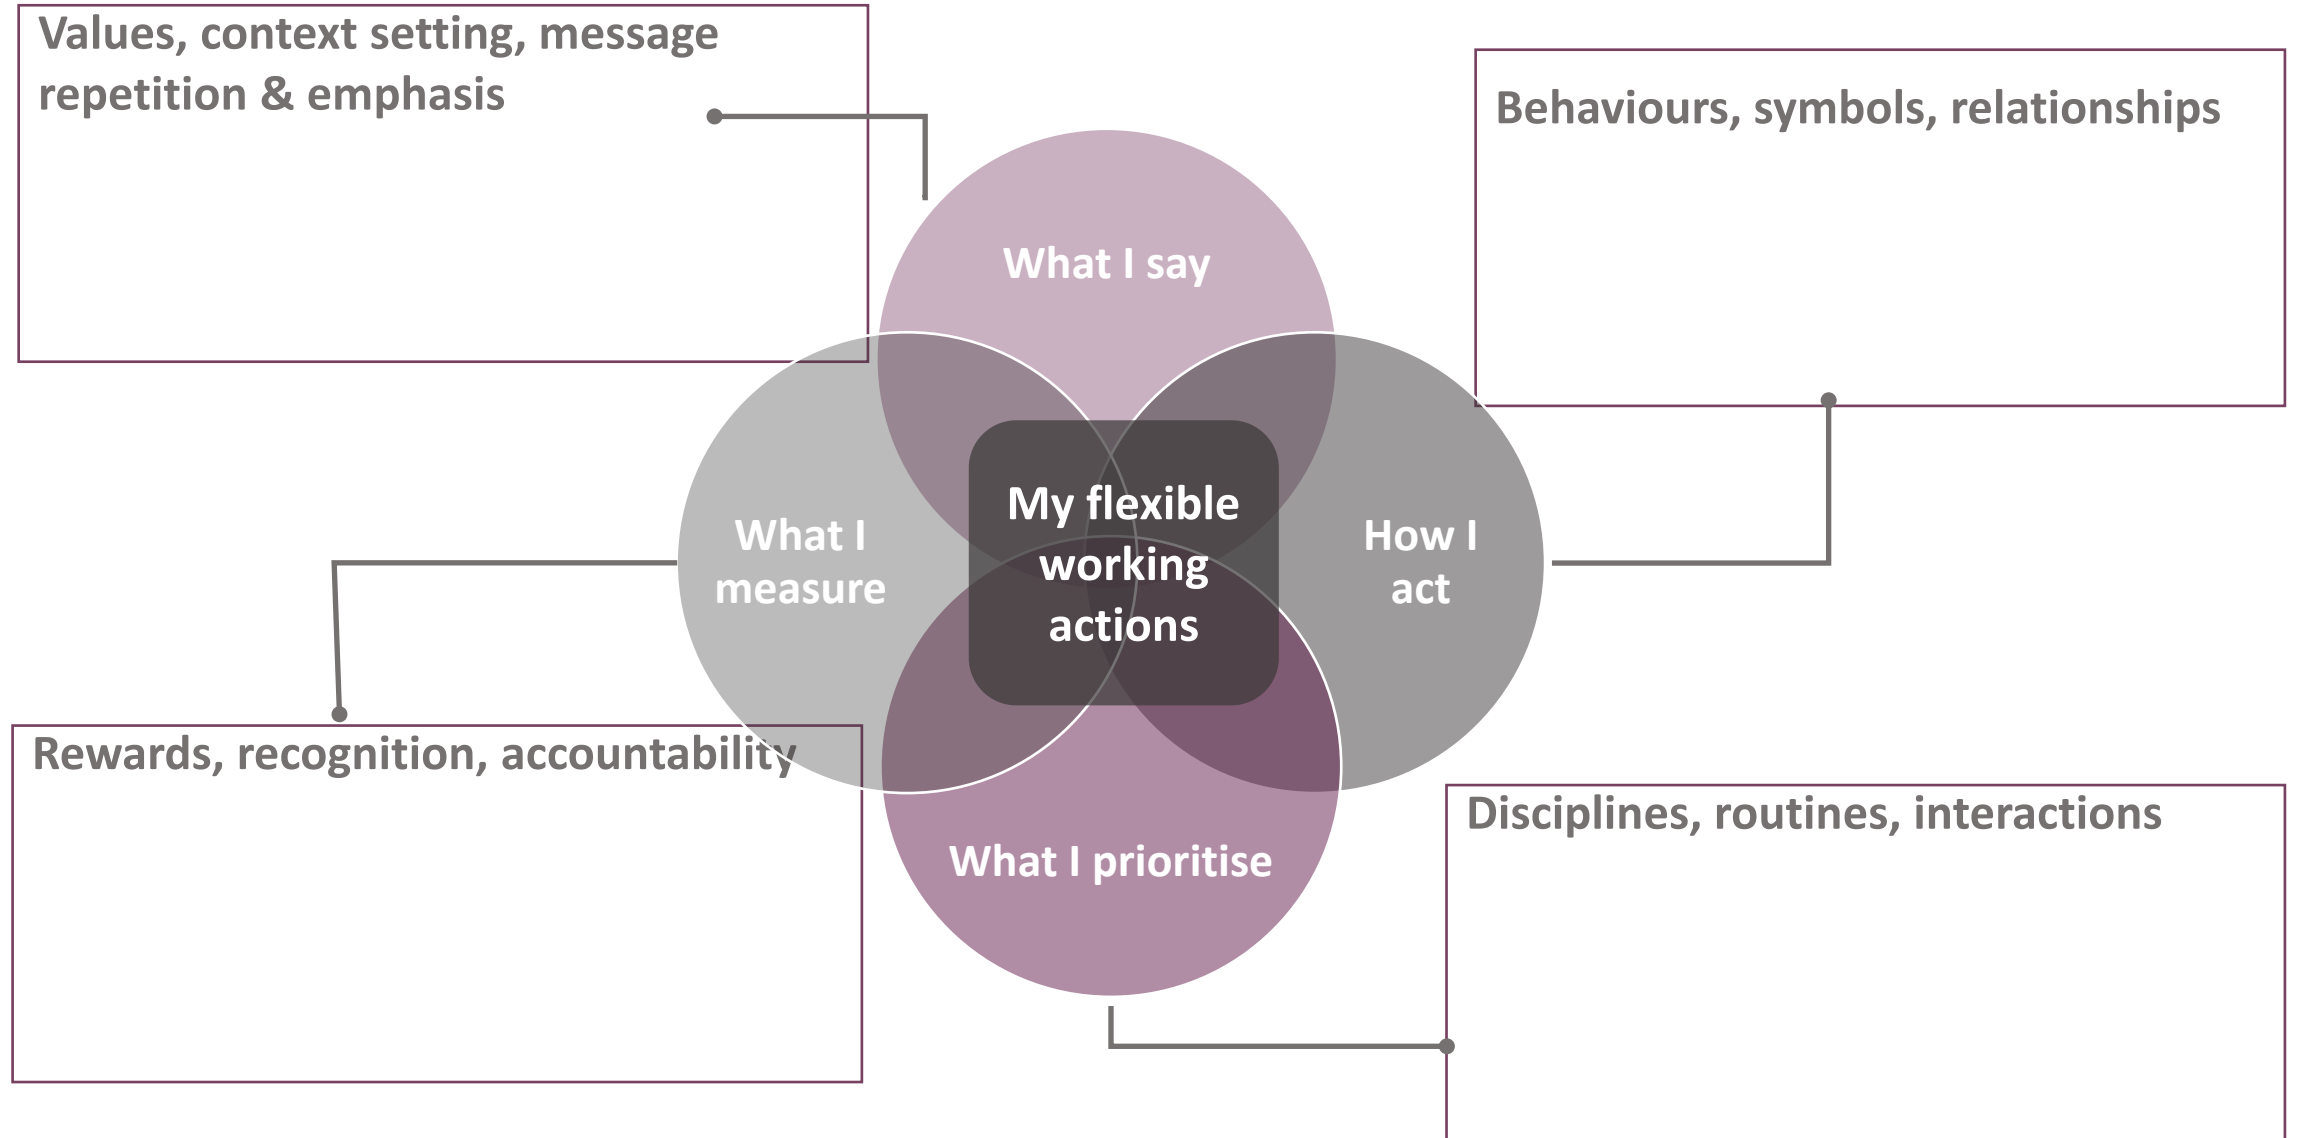 Values, context setting, message
repetition & emphasis
Behaviours, symbols, relationships
What I say
My flexible
working
actions
What I
measure
How I
act
Rewards, recognition, accountability
Disciplines, routines, interactions
What I prioritise